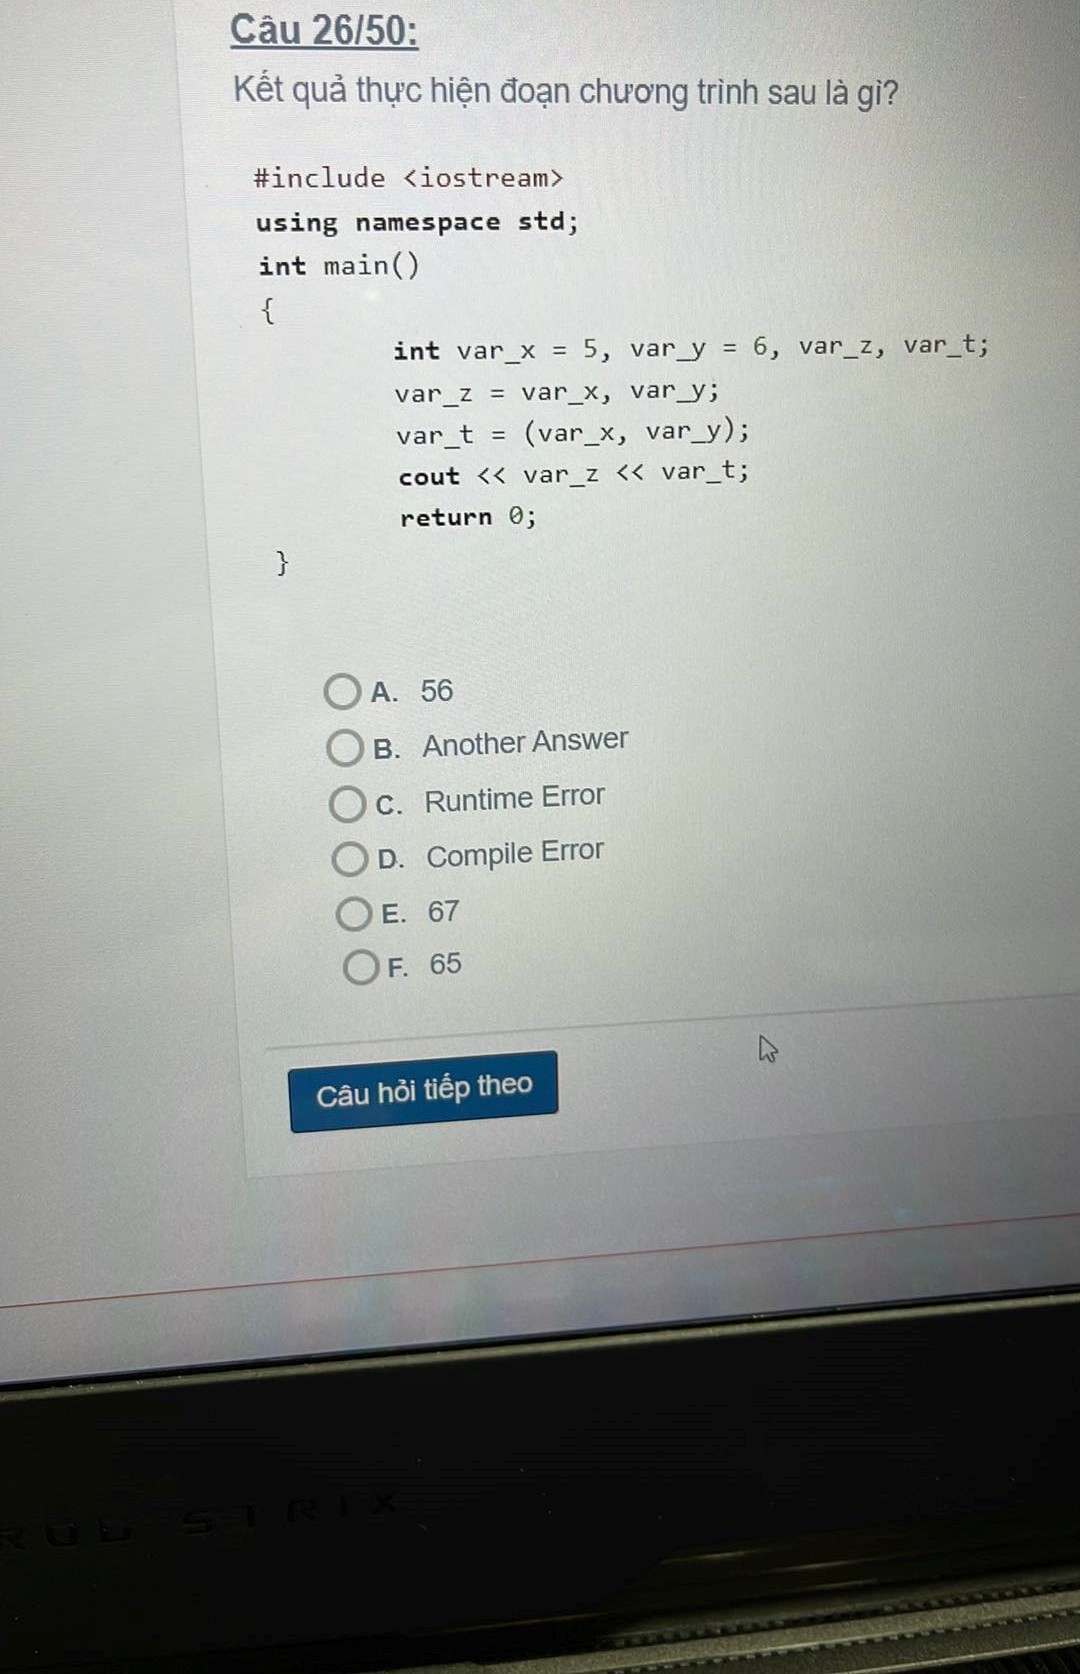 Câu 26/50:
Kết quả thực hiện đoạn chương trình sau là gì?
#include <iostream>
using namespace std;
int main()
{
int var_x = 5, var_y = 6, var_z, var_t;
var_z = var_x, var_y;
var_t = (var_x, var_y);
cout << var_z << var_t;
return 0;
}
A. 56
B. Another Answer
C. Runtime Error
D. Compile Error
E. 67
F. 65
Câu hỏi tiếp theo
ROG STRIX